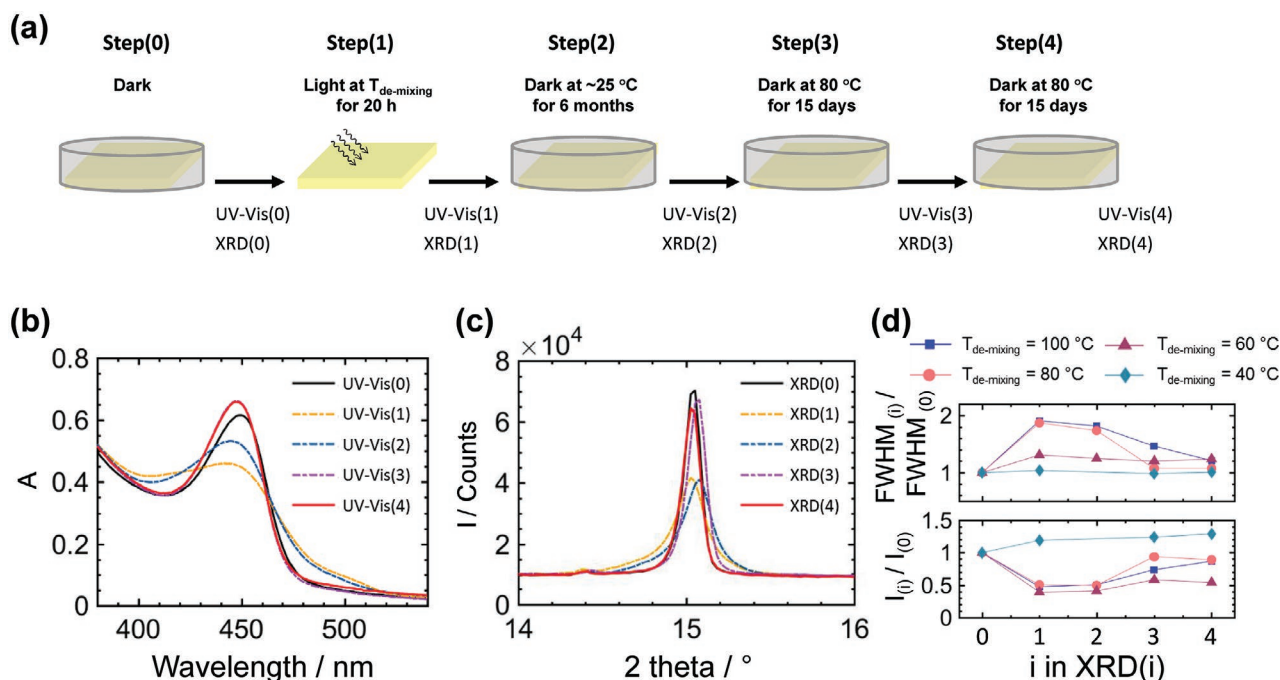 (a)
Step(0) Step(1) Step(2) Step(3) Step(4)
Dark Light at T de-mixing Dark at ~25 °C Dark at 80 °C Dark at 80 °C
for 20 h for 6 months for 15 days for 15 days
UV-Vis(0) UV-Vis(1) UV-Vis(2) UV-Vis(3) UV-Vis(4)
XRD(0) XRD(1) XRD(2) XRD(3) XRD(4)
(b)
0.8
0.6
0.4
0.2
0
A
UV-Vis(0)
UV-Vis(1)
UV-Vis(2)
UV-Vis(3)
UV-Vis(4)
400 450 500
Wavelength / nm
(c)
× 10⁴
8
6
4
2
0
I / Counts
XRD(0)
XRD(1)
XRD(2)
XRD(3)
XRD(4)
14 15 16
2 theta / °
(d)
T de-mixing = 100 °C T de-mixing = 60 °C
T de-mixing = 80 °C T de-mixing = 40 °C
FWHM (i) /
FWHM (0)
2
1
I (i) / I (0)
1.5
1
0.5
0
0 1 2 3 4
i in XRD(i)